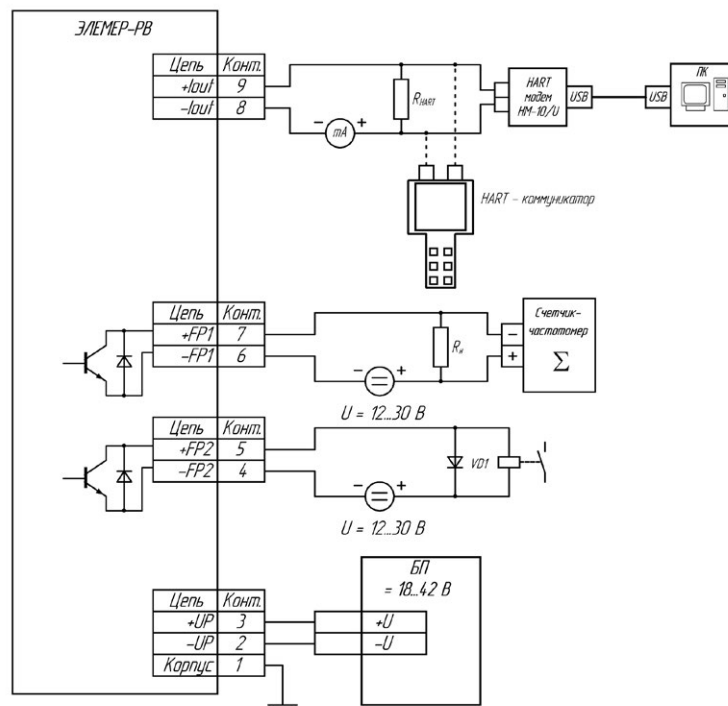 ЭЛЕМЕР-РВ
Цепь Конт.
+Iout 9
-Iout 8
R HART
- mA +
HART
модем
HM-10/U
USB
USB
ПК
HART - коммуникатор
Цепь Конт.
+FP1 7
-FP1 6
- = +
U = 12...30 В
Rн
-
+
Счетчик-
частотомер
Σ
Цепь Конт.
+FP2 5
-FP2 4
- = +
U = 12...30 В
VD1
БП
= 18...42 В
Цепь Конт.
+UP 3
-UP 2
Корпус 1
+U
-U